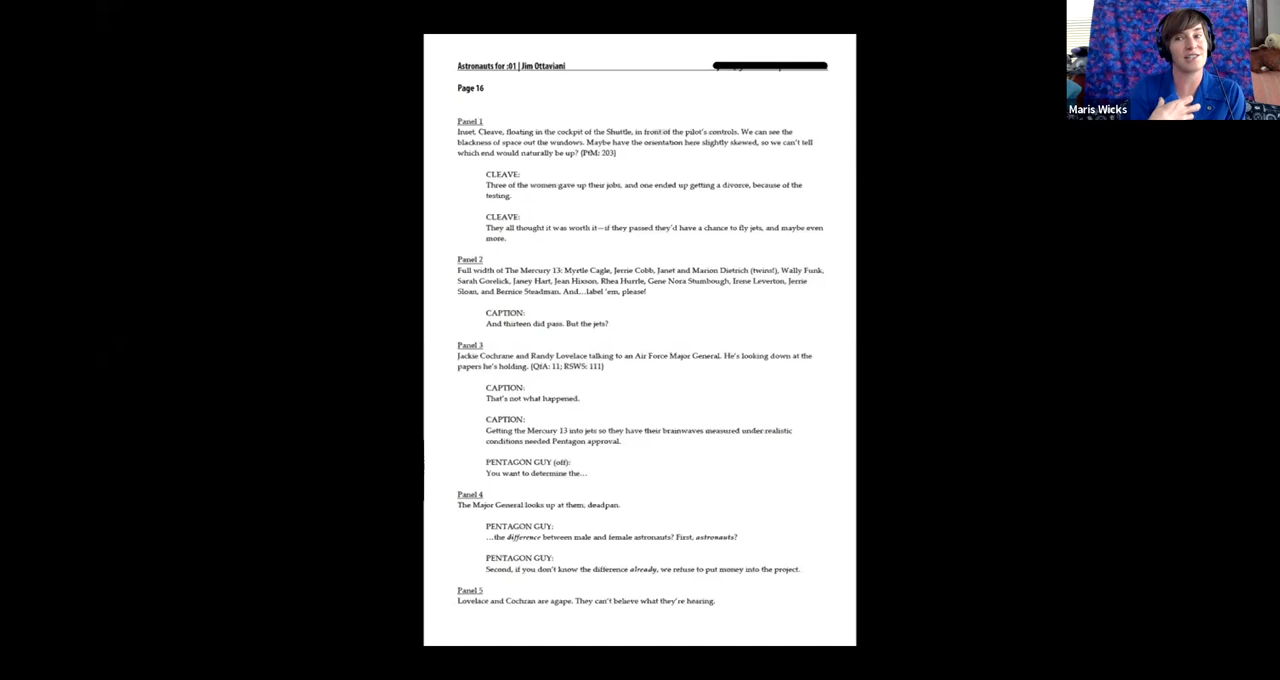 Astronauts for :01 | Jim Ottaviani
Page 16
Panel 1
Inset, Cleave, floating in the cockpit of the Shuttle, in front of the pilot's controls. We can see the
blackness of space out the windows. Maybe have the orientation here slightly skewed, so we can't tell
which end would naturally be up? {PtM: 203}
CLEAVE:
Three of the women gave up their jobs, and one ended up getting a divorce, because of the
testing.
CLEAVE:
They all thought it was worth it—if they passed they'd have a chance to fly jets, and maybe even
more.
Panel 2
Full width of The Mercury 13: Myrtle Cagle, Jerrie Cobb, Janet and Marion Dietrich (twins!), Wally Funk,
Sarah Gorelick, Janey Hart, Jean Hixson, Rhea Hurrle, Gene Nora Stumbough, Irene Leverton, Jerrie
Sloan, and Bernice Steadman. And…label 'em, please!
CAPTION:
And thirteen did pass. But the jets?
Panel 3
Jackie Cochrane and Randy Lovelace talking to an Air Force Major General. He's looking down at the
papers he's holding. {QfA: 11; RSWS: 111}
CAPTION:
That's not what happened.
CAPTION:
Getting the Mercury 13 into jets so they have their brainwaves measured under realistic
conditions needed Pentagon approval.
PENTAGON GUY (off):
You want to determine the…
Panel 4
The Major General looks up at them, deadpan.
PENTAGON GUY:
…the difference between male and female astronauts? First, astronauts?
PENTAGON GUY:
Second, if you don't know the difference already, we refuse to put money into the project.
Panel 5
Lovelace and Cochran are agape. They can't believe what they're hearing.
Maris Wicks